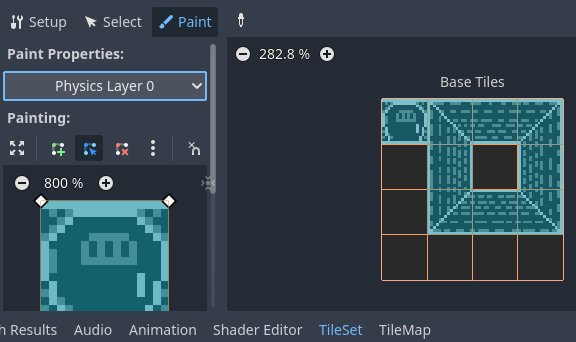 Setup Select Paint
Paint Properties:
282.8 %
Physics Layer 0
Base Tiles
Painting:
800 %
h Results Audio Animation Shader Editor TileSet TileMap